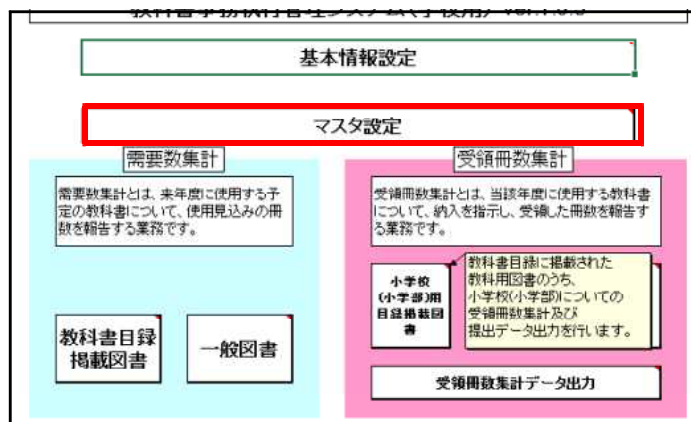 基本情報設定
マスタ設定
需要数集計
需要数集計とは、来年度に使用する予
定の教科書について、使用見込みの冊
数を報告する業務です。
教科書目録
掲載図書
一般図書
受領冊数集計
受領冊数集計とは、当該年度に使用する教科書
について、納入を指示し、受領した冊数を報告す
る業務です。
小学校
(小学部)用
目録掲載図
書
教科書目録に掲載された
教科用図書のうち、
小学校(小学部)についての
受領冊数集計及び
提出データ出力を行います。
受領冊数集計データ出力